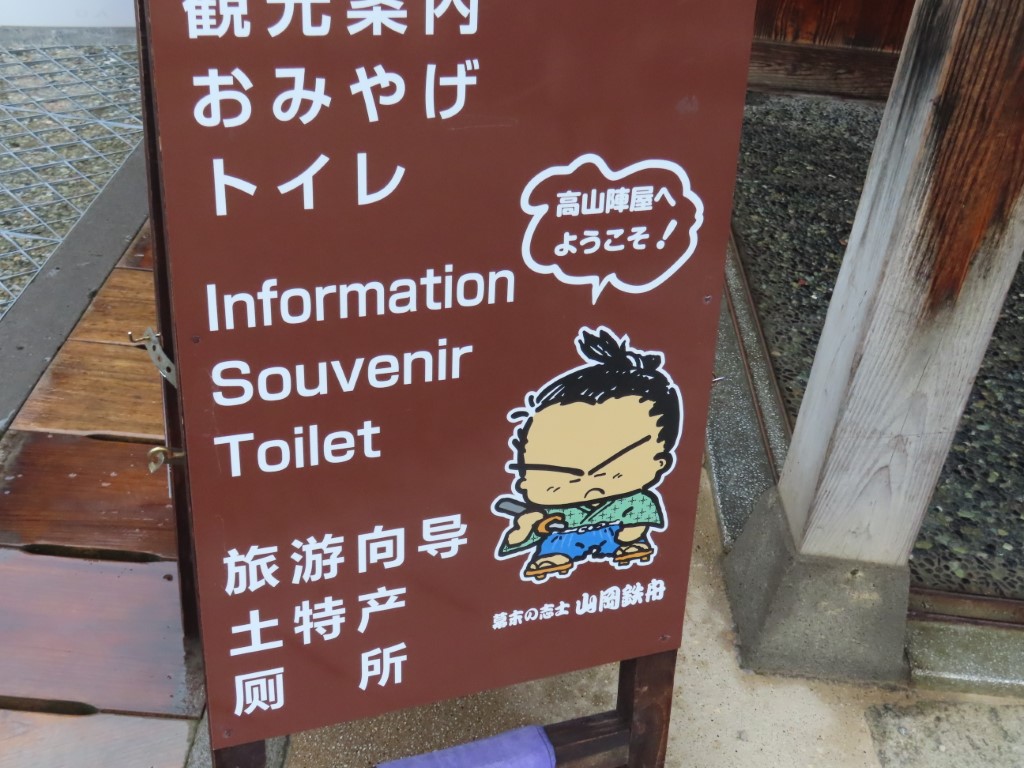 観光案内
おみやげ
トイレ
高山陣屋へ
ようこそ！
Information
Souvenir
Toilet
旅游向导
土特产
厕所
幕末の志士 山岡鉄舟